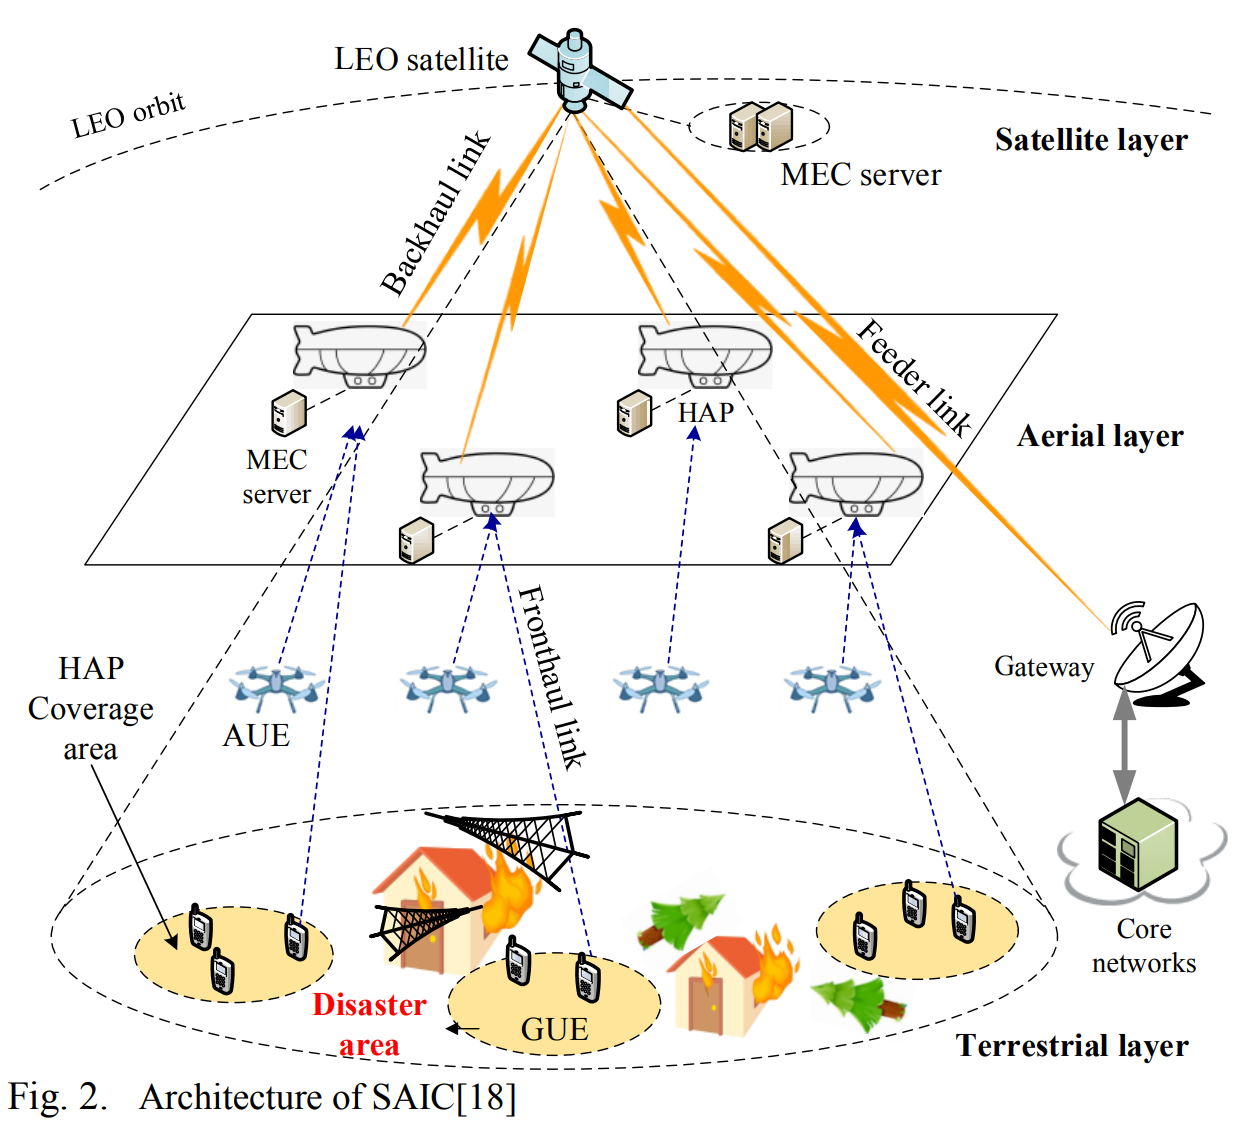 LEO satellite
LEO orbit
MEC server
Satellite layer
Backhaul link
Feeder link
HAP
Aerial layer
MEC
server
Fronthaul link
HAP
Coverage
area
Gateway
AUE
Core
networks
Disaster
area
GUE
Terrestrial layer
Fig. 2. Architecture of SAIC[18]